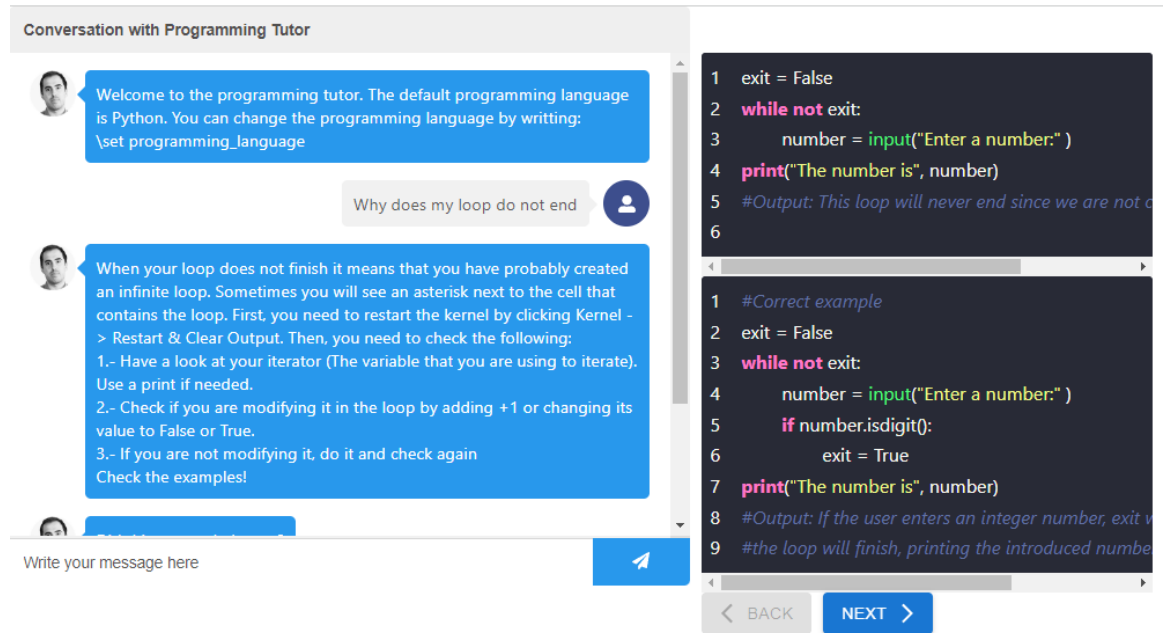 Conversation with Programming Tutor
Welcome to the programming tutor. The default programming language
is Python. You can change the programming language by writting:
\set programming_language
Why does my loop do not end
When your loop does not finish it means that you have probably created
an infinite loop. Sometimes you will see an asterisk next to the cell that
contains the loop. First, you need to restart the kernel by clicking Kernel -
> Restart & Clear Output. Then, you need to check the following:
1.- Have a look at your iterator (The variable that you are using to iterate).
Use a print if needed.
2.- Check if you are modifying it in the loop by adding +1 or changing its
value to False or True.
3.- If you are not modifying it, do it and check again
Check the examples!
Write your message here
1 exit = False
2 while not exit:
3 number = input("Enter a number:" )
4 print("The number is", number)
5 #Output: This loop will never end since we are not
6
1 #Correct example
2 exit = False
3 while not exit:
4 number = input("Enter a number:" )
5 if number.isdigit():
6 exit = True
7 print("The number is", number)
8 #Output: If the user enters an integer number, exit
9 #the loop will finish, printing the introduced
BACK
NEXT